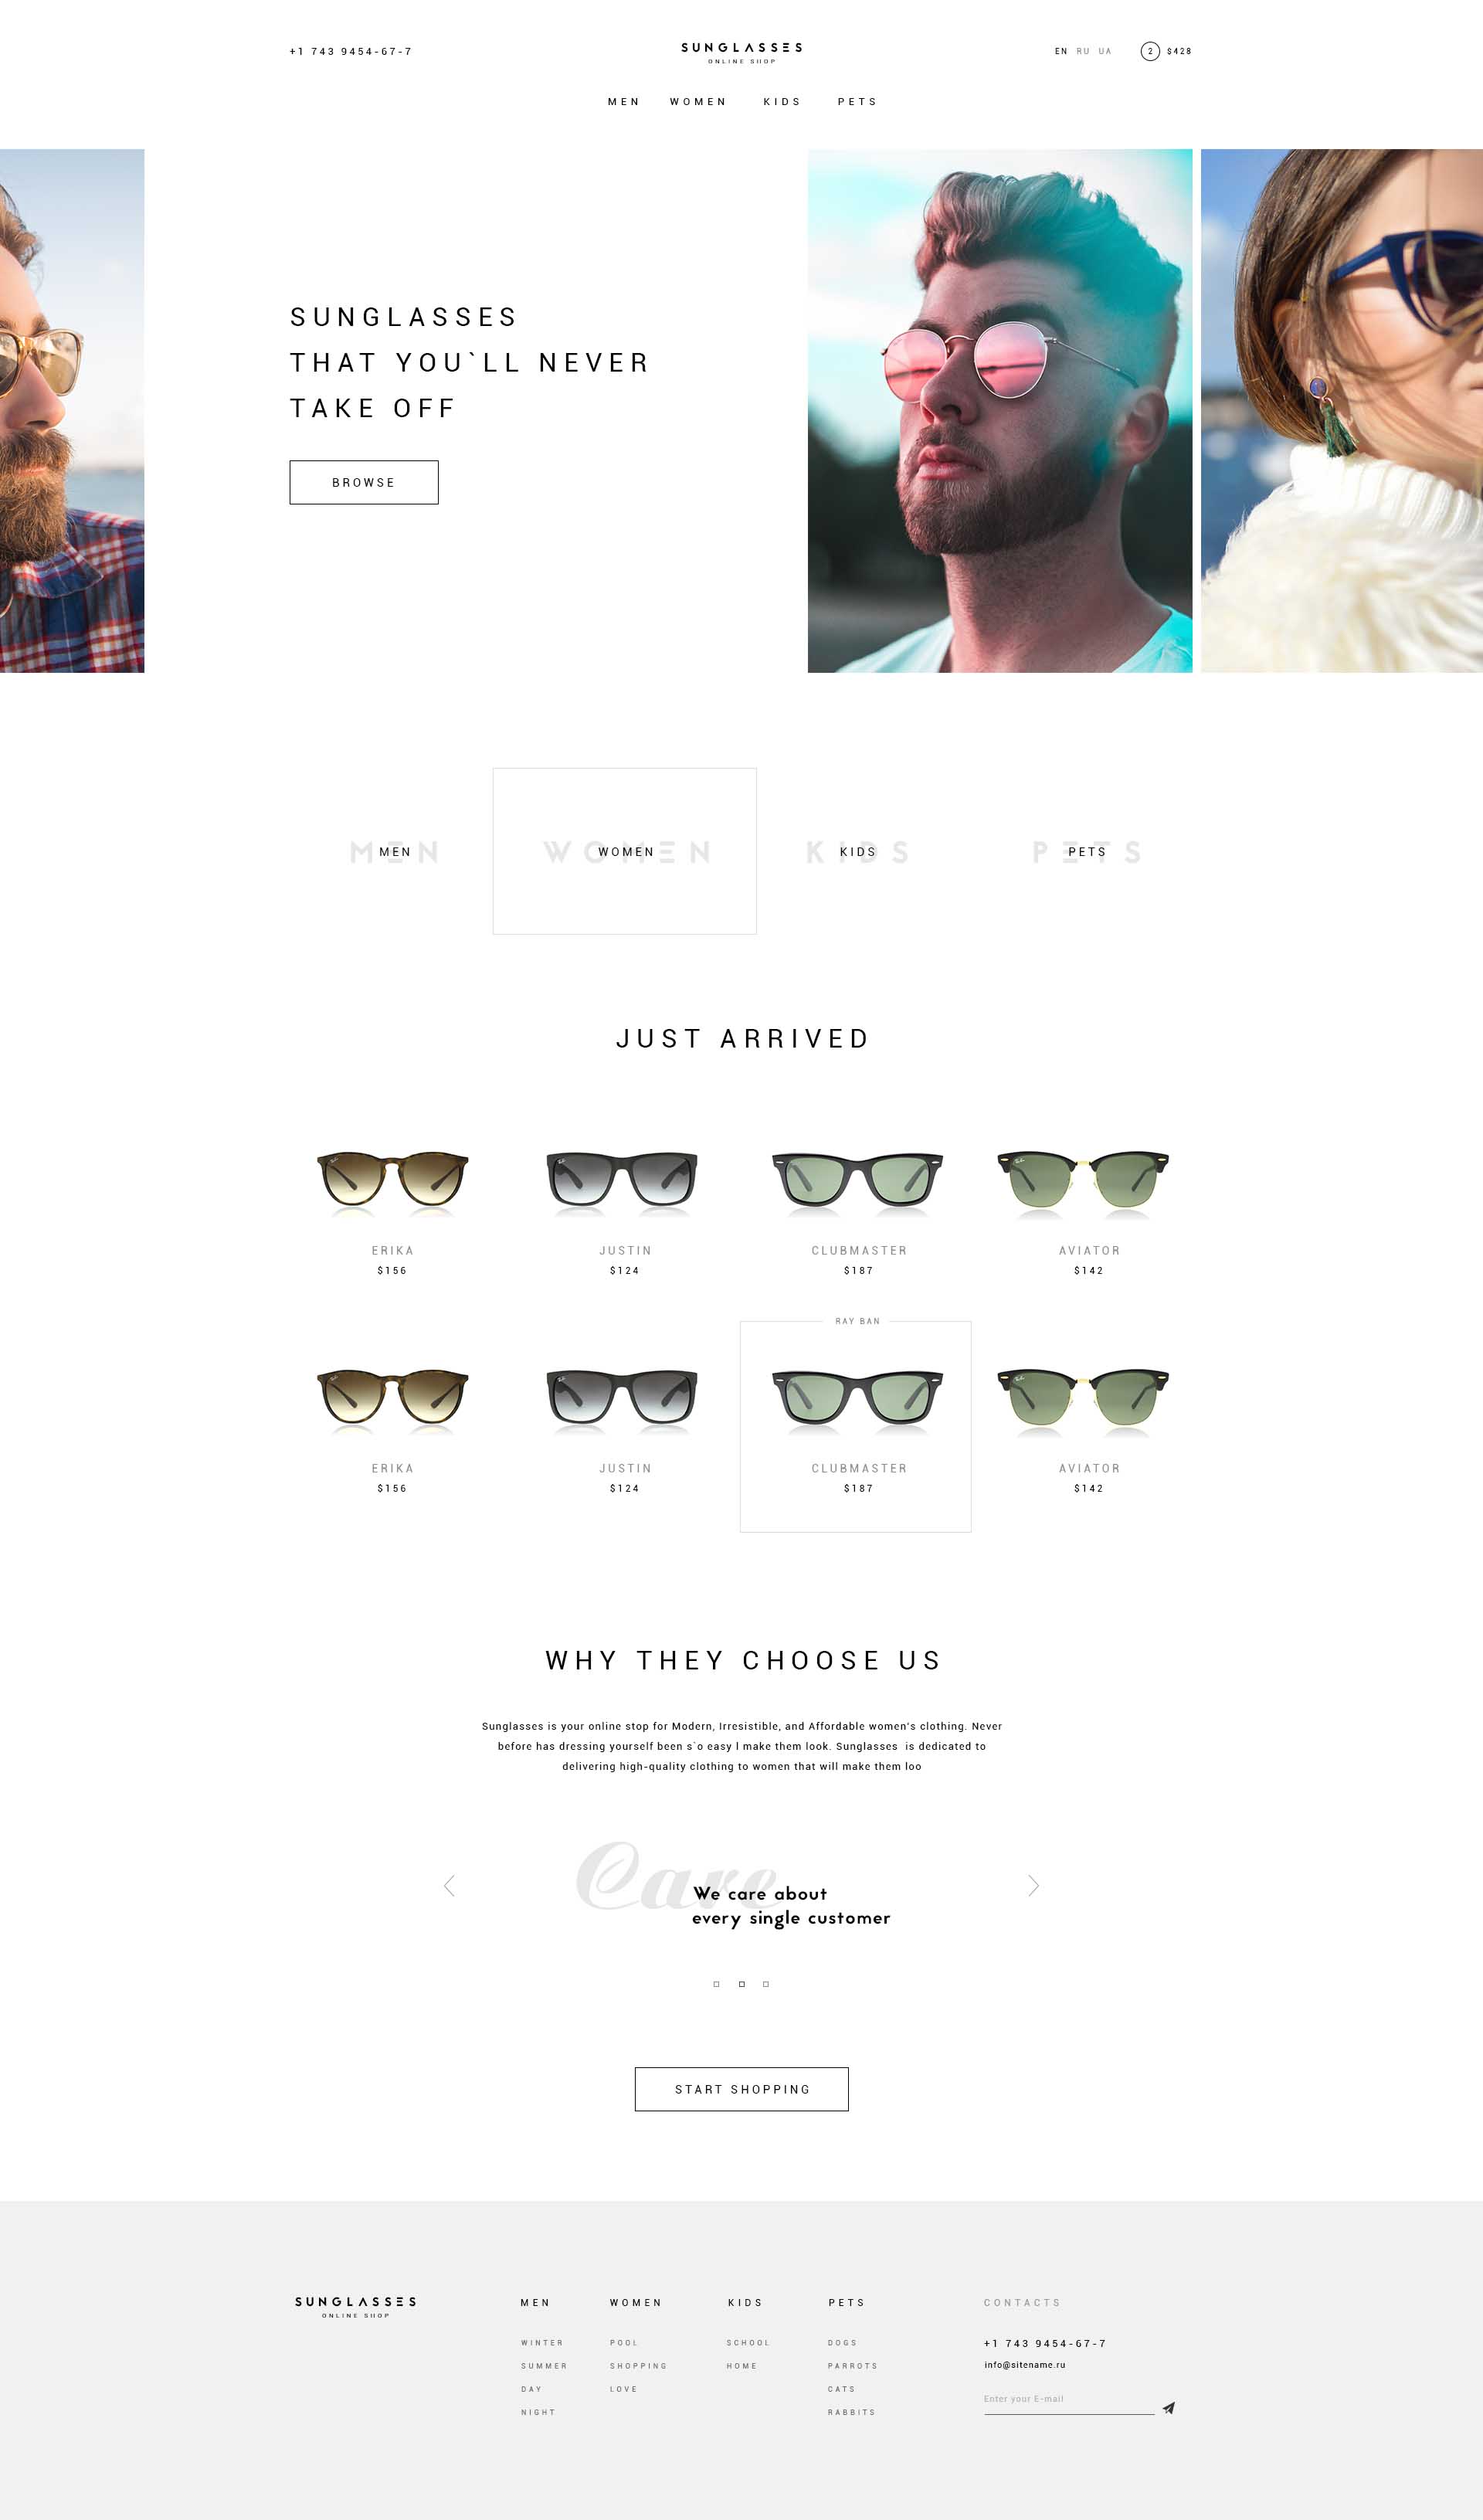 +1 743 9454-67-7
SUNGLASSES
ONLINE SHOP
EN RU UA
2 $428
MEN WOMEN KIDS PETS
SUNGLASSES
THAT YOU`LL NEVER
TAKE OFF
BROWSE
MEN MEN
WOMEN WOMEN
KIDS KIDS
PETS PETS
JUST ARRIVED
ERIKA JUSTIN CLUBMASTER AVIATOR
$156 $124 $187 $142
RAY BAN
ERIKA JUSTIN CLUBMASTER AVIATOR
$156 $124 $187 $142
WHY THEY CHOOSE US
Sunglasses is your online stop for Modern, Irresistible, and Affordable women's clothing. Never
before has dressing yourself been s`o easy l make them look. Sunglasses  is dedicated to
delivering high-quality clothing to women that will make them loo
Care
We care about
every single customer
START SHOPPING
SUNGLASSES
ONLINE SHOP
MEN
WINTER
SUMMER
DAY
NIGHT
WOMEN
POOL
SHOPPING
LOVE
KIDS
SCHOOL
HOME
PETS
DOGS
PARROTS
CATS
RABBITS
CONTACTS
+1 743 9454-67-7
info@sitename.ru
Enter your E-mail